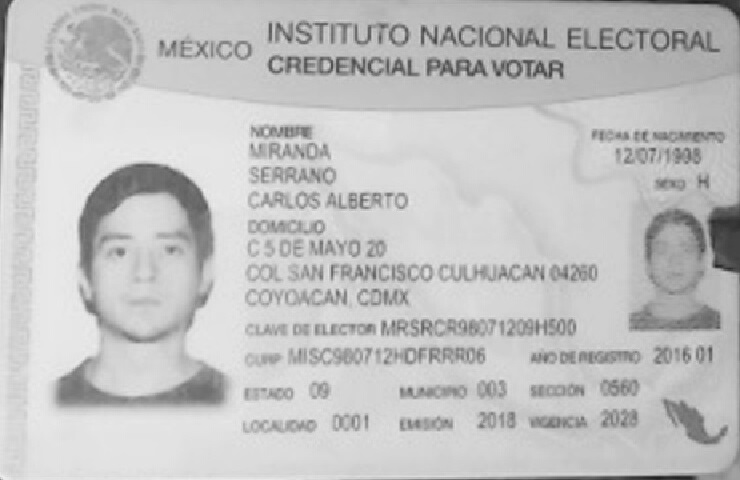 MÉXICO
INSTITUTO NACIONAL ELECTORAL
CREDENCIAL PARA VOTAR
NOMBRE
MIRANDA
SERRANO
CARLOS ALBERTO
FECHA DE NACIMIENTO
12/07/1998
SEXO H
DOMICILIO
C 5 DE MAYO 20
COL SAN FRANCISCO CULHUACAN 04260
COYOACAN, CDMX
CLAVE DE ELECTOR MRSRCR98071209H500
CURP MISC980712HDFRRR06 AÑO DE REGISTRO 2016 01
ESTADO 09 MUNICIPIO 003 SECCIÓN 0560
LOCALIDAD 0001 EMISIÓN 2018 VIGENCIA 2028